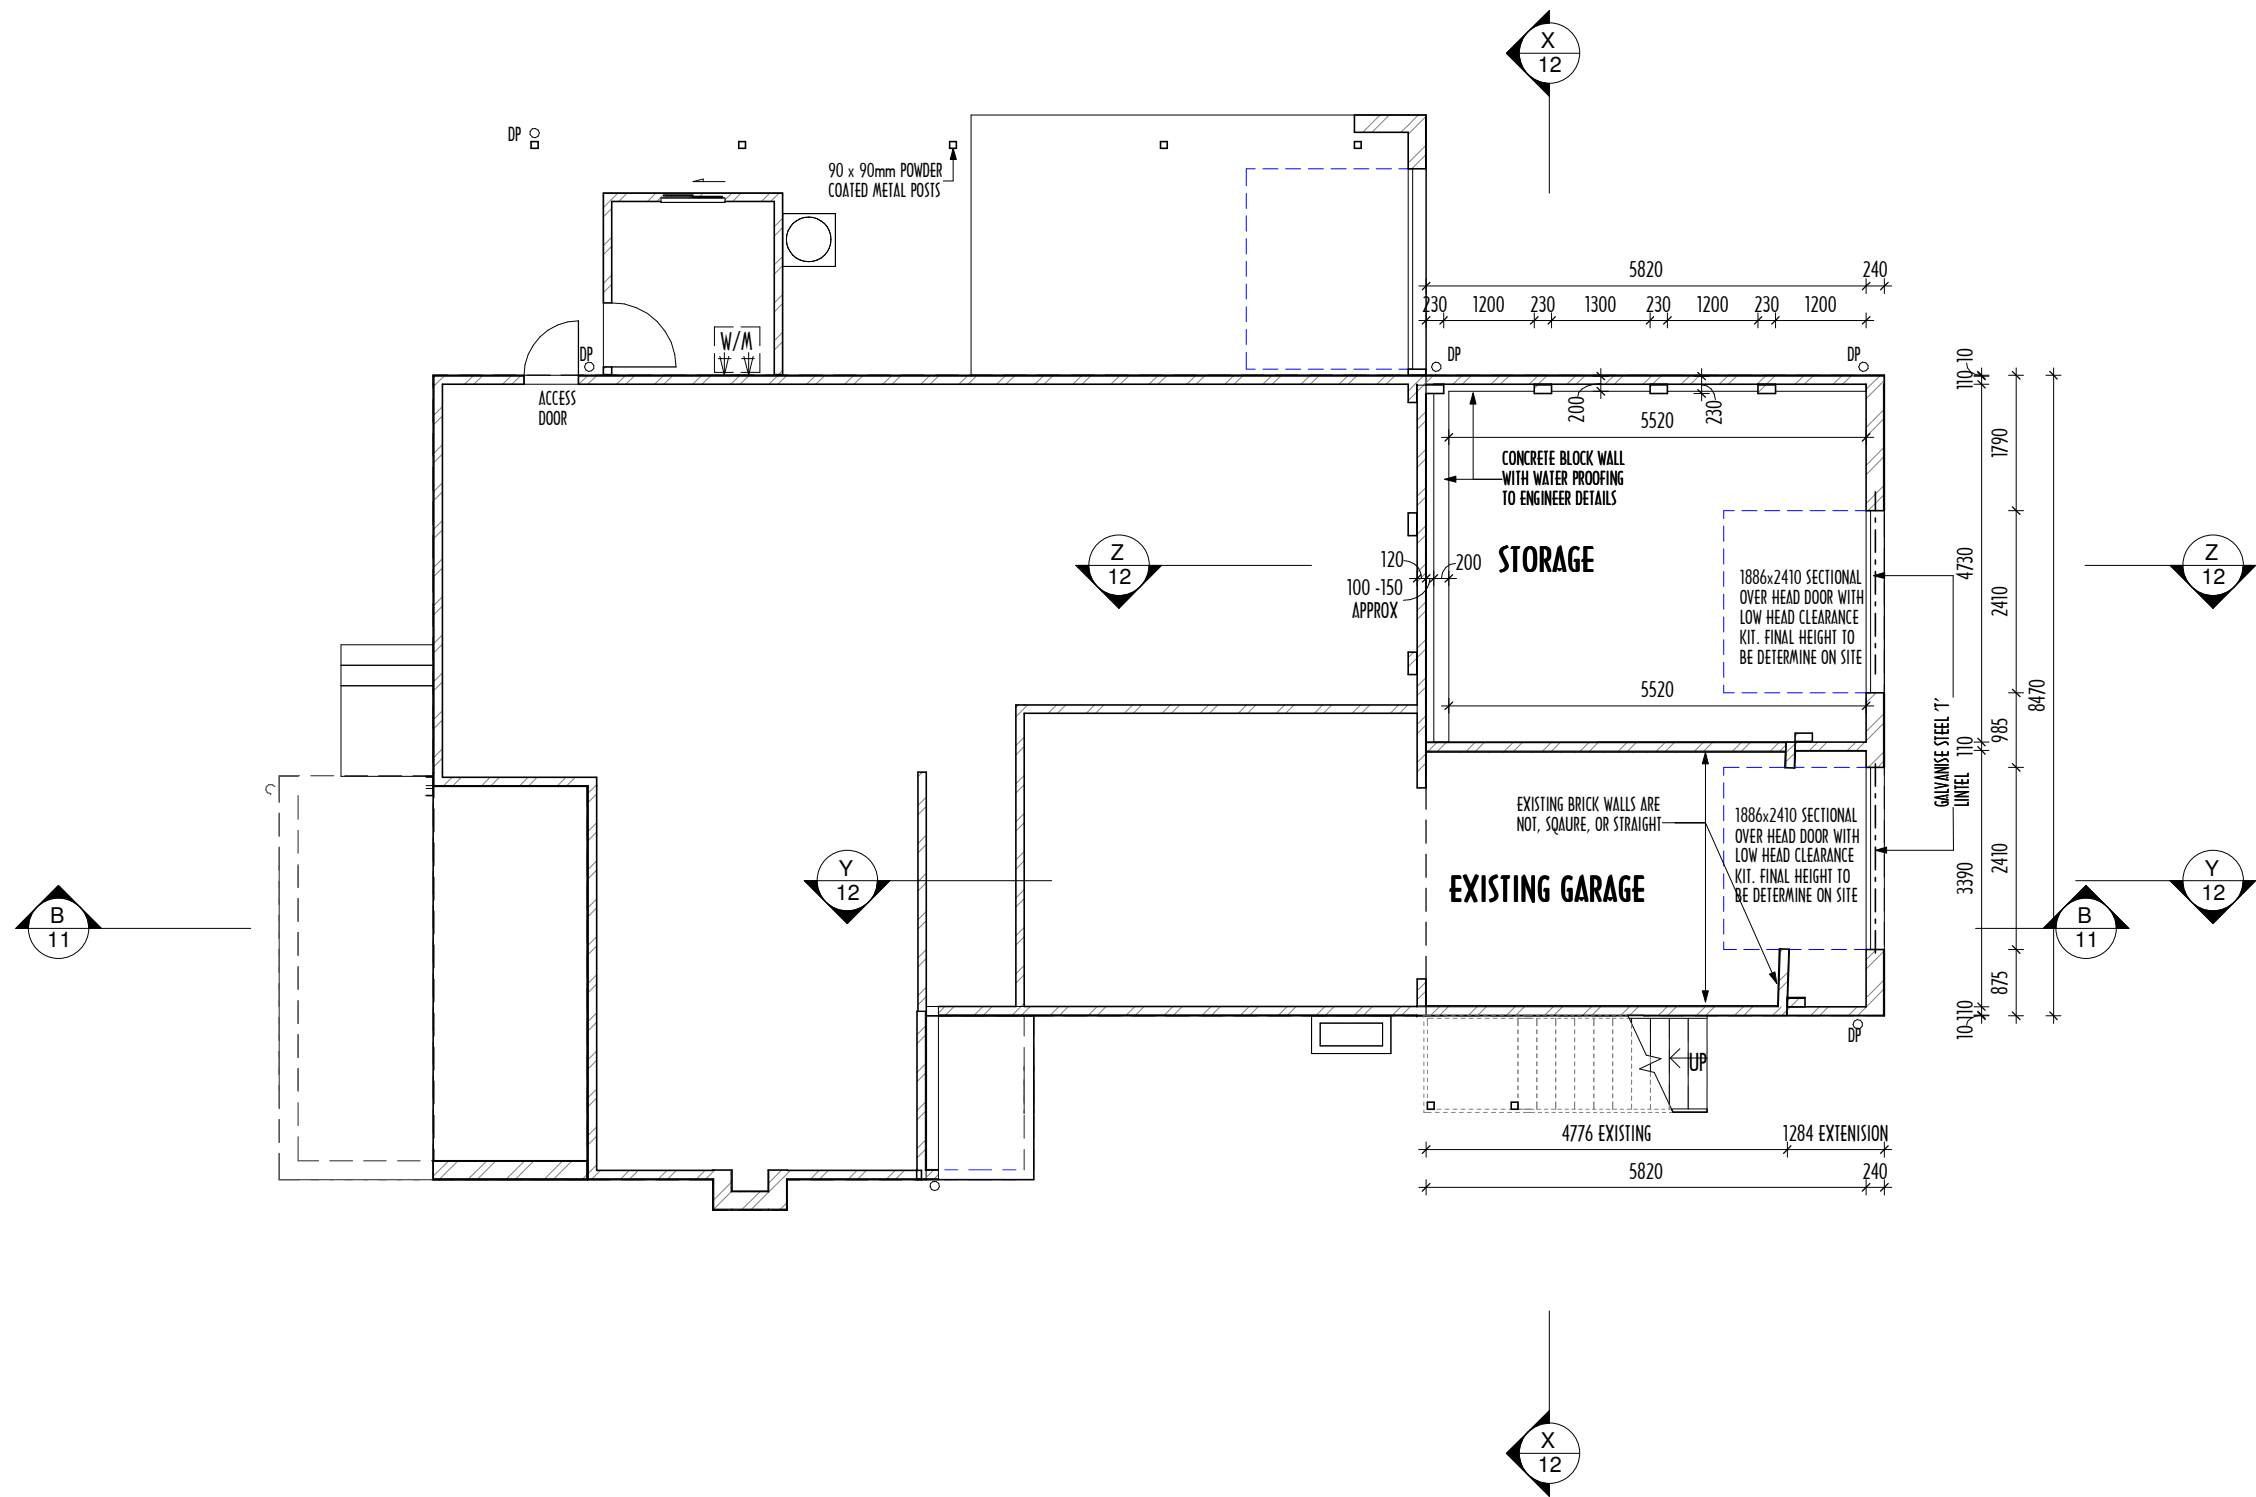 X
12
DP
90 x 90mm POWDER
COATED METAL POSTS
5820
240
230
1200
230
1300
230
1200
230
1200
W/M
DP
DP
DP
ACCESS
DOOR
110
10
200
230
5520
1790
CONCRETE BLOCK WALL
WITH WATER PROOFING
TO ENGINEER DETAILS
Z
12
120
200
STORAGE
100 -150
APPROX
1886x2410 SECTIONAL
OVER HEAD DOOR WITH
LOW HEAD CLEARANCE
KIT. FINAL HEIGHT TO
BE DETERMINE ON SITE
4730
2410
Z
12
5520
8470
985
110
GALVANISE STEEL 'T'
LINTEL
EXISTING BRICK WALLS ARE
NOT, SQAURE, OR STRAIGHT
1886x2410 SECTIONAL
OVER HEAD DOOR WITH
LOW HEAD CLEARANCE
KIT. FINAL HEIGHT TO
BE DETERMINE ON SITE
EXISTING GARAGE
3390
2410
Y
12
Y
12
B
11
B
11
875
10
110
DP
UP
4776 EXISTING
1284 EXTENISION
5820
240
X
12